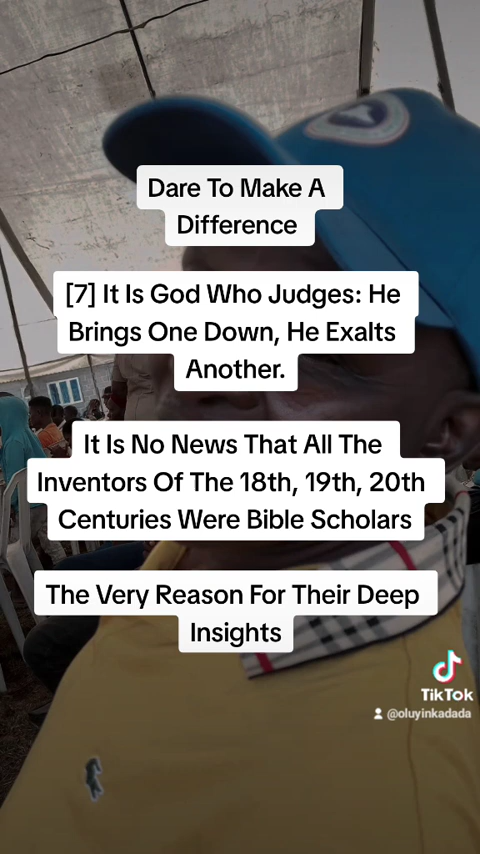 Dare To Make A
Difference
[7] It Is God Who Judges: He
Brings One Down, He Exalts
Another.
It Is No News That All The
Inventors Of The 18th, 19th, 20th
Centuries Were Bible Scholars
The Very Reason For Their Deep
Insights
TikTok
@oluyinkadada